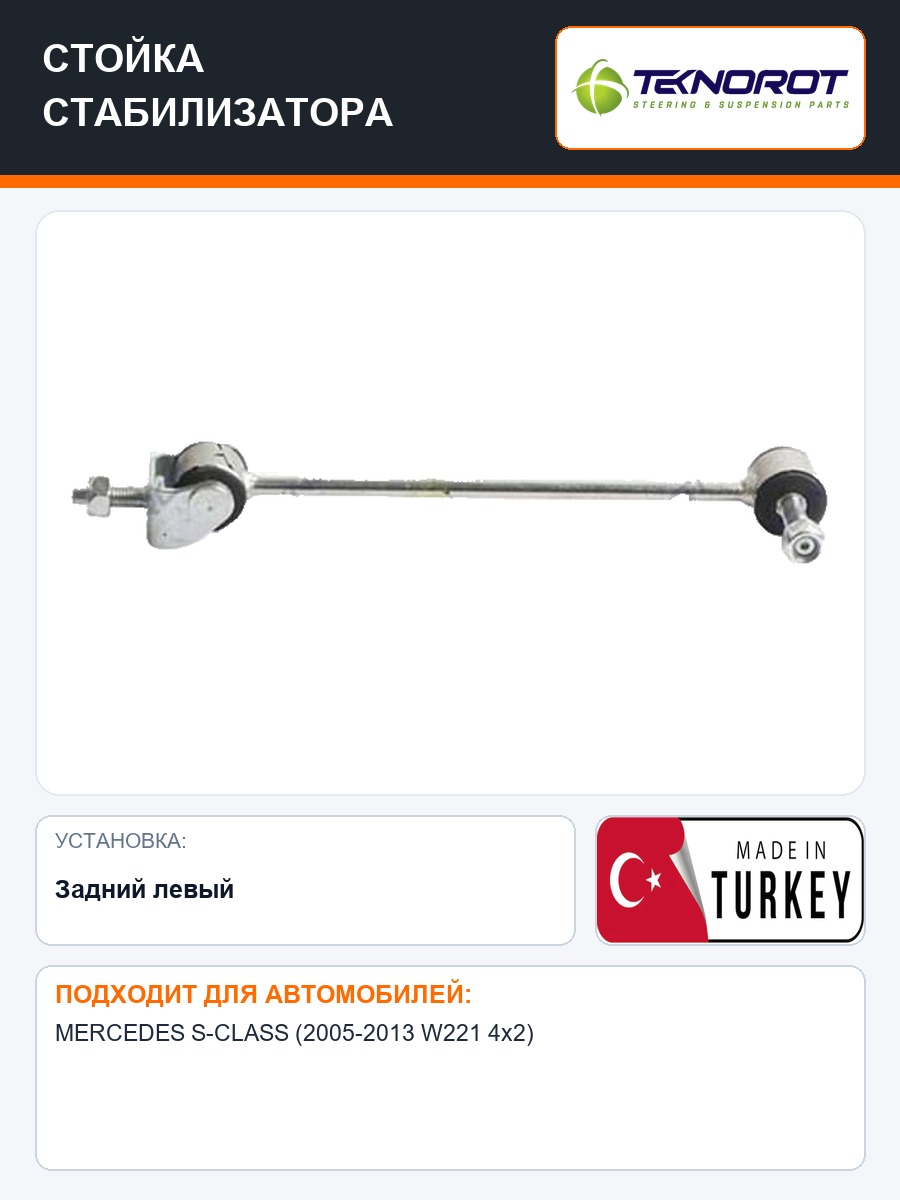 СТОЙКА
СТАБИЛИЗАТОРА
TEKNOROT
STEERING & SUSPENSION PARTS
УСТАНОВКА:
Задний левый
MADE IN
TURKEY
ПОДХОДИТ ДЛЯ АВТОМОБИЛЕЙ:
MERCEDES S-CLASS (2005-2013 W221 4x2)